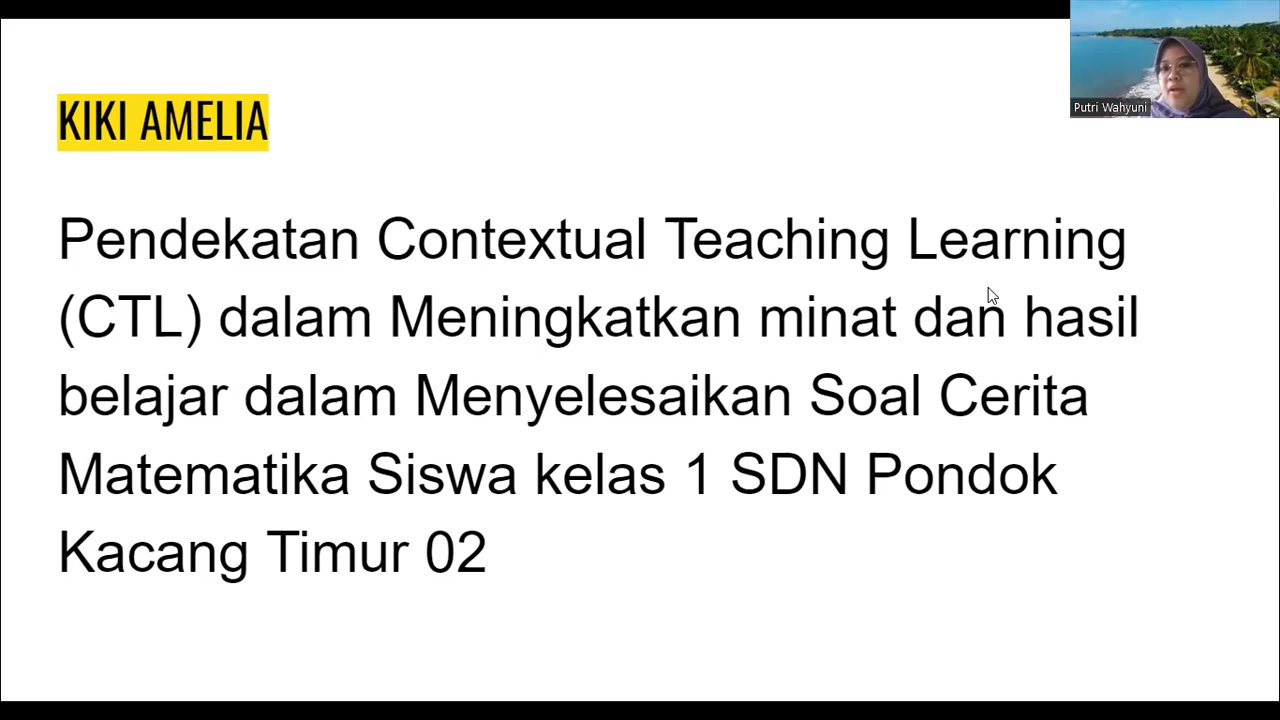 KIKI AMELIA
Pendekatan Contextual Teaching Learning
(CTL) dalam Meningkatkan minat dan hasil
belajar dalam Menyelesaikan Soal Cerita
Matematika Siswa kelas 1 SDN Pondok
Kacang Timur 02
Putri Wahyuni